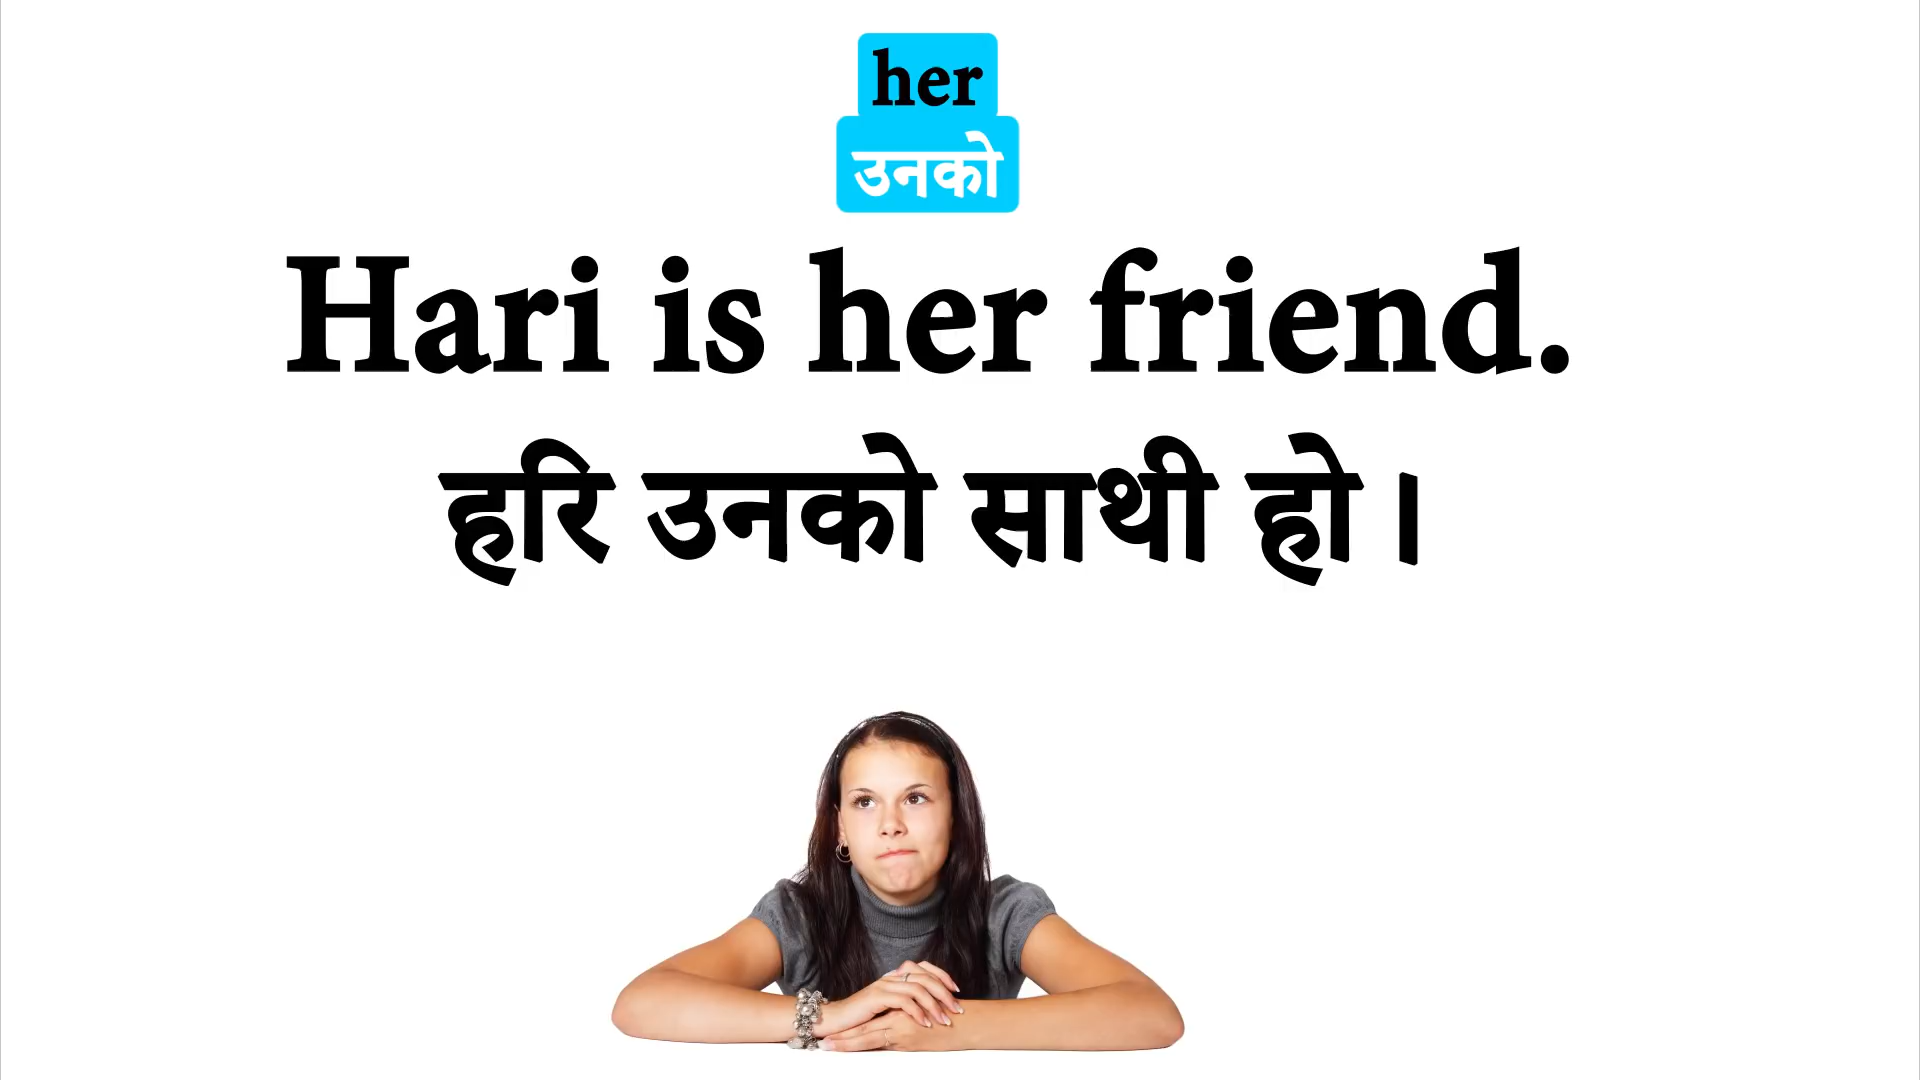 her
उनको
Hari is her friend.
हरि उनको साथी हो ।